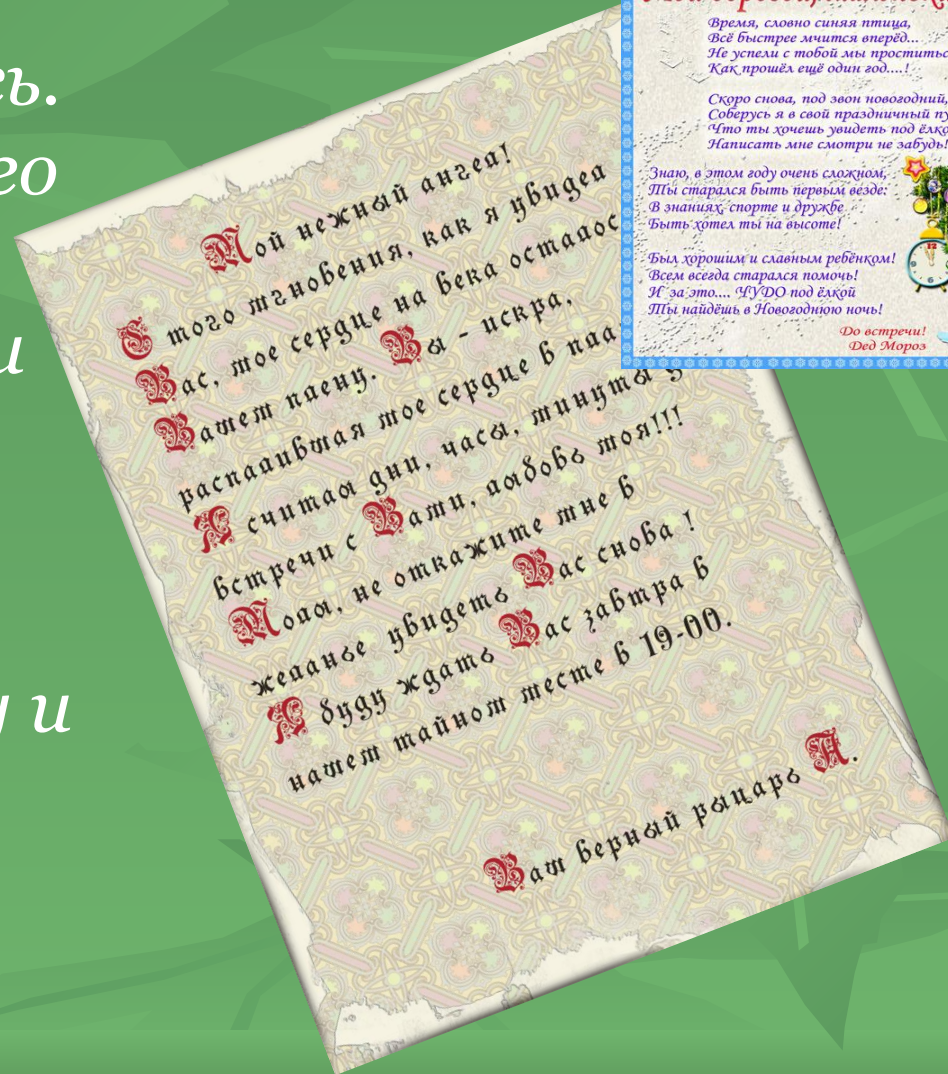 сь.
го
и
у и
Мой нежный ангел!
С того мгновения, как я увидел
Вас, мое сердце на века осталос
Вашем плену. Вы - искра,
распалившая мое сердце в пла
Я считаю дни, часы, минуты у
встречи с Вами, любовь моя!!!
Молю, не откажите мне в
желанье увидеть Вас снова !
Я буду ждать Вас завтра в
нашем тайном месте в 19-00.
Ваш верный рыцарь А.
Время, словно синяя птица,
Всё быстрее мчится вперёд...
Не успели с тобой мы проститьс
Как прошёл ещё один год....!
Скоро снова, под звон новогодний,
Соберусь я в свой праздничный пу
Что ты хочешь увидеть под ёлко
Написать мне смотри не забудь!
Знаю, в этом году очень сложном,
Ты старался быть первым везде:
В знаниях, спорте и дружбе
Быть хотел ты на высоте!
Был хорошим и славным ребёнком!
Всем всегда старался помочь!
И за это.... ЧУДО под ёлкой
Ты найдёшь в Новогоднюю ночь!
До встречи!
Дед Мороз